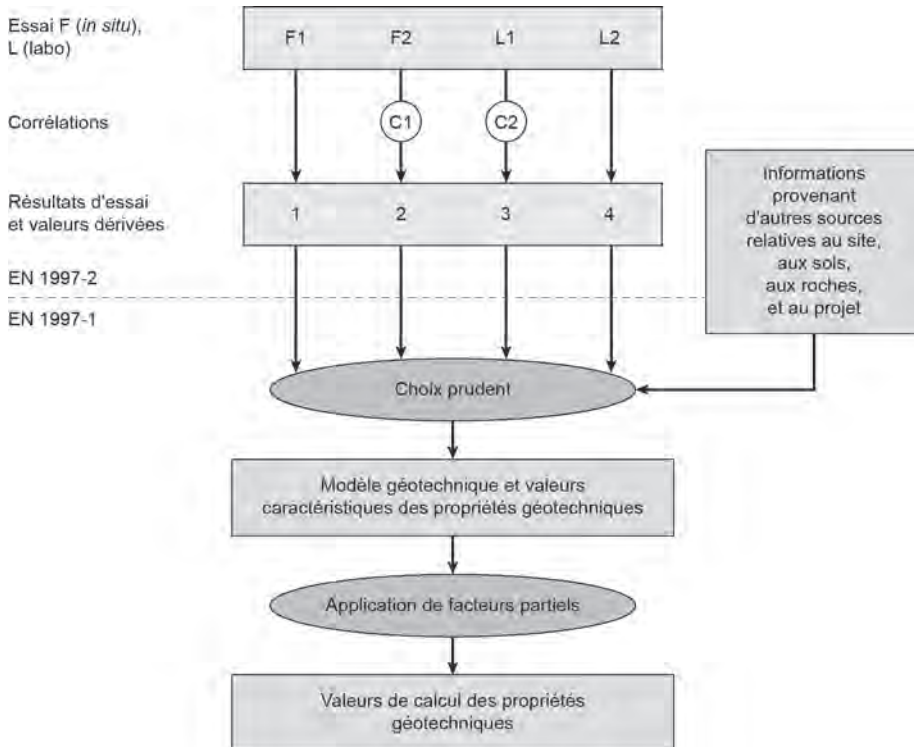 Essai F (in situ),
L (labo)
F1 F2 L1 L2
Corrélations
C1 C2
Résultats d'essai
et valeurs dérivées
1 2 3 4
Informations
provenant
d'autres sources
relatives au site,
aux sols,
aux roches,
et au projet
EN 1997-2
EN 1997-1
Choix prudent
Modèle géotechnique et valeurs
caractéristiques des propriétés géotechniques
Application de facteurs partiels
Valeurs de calcul des propriétés
géotechniques